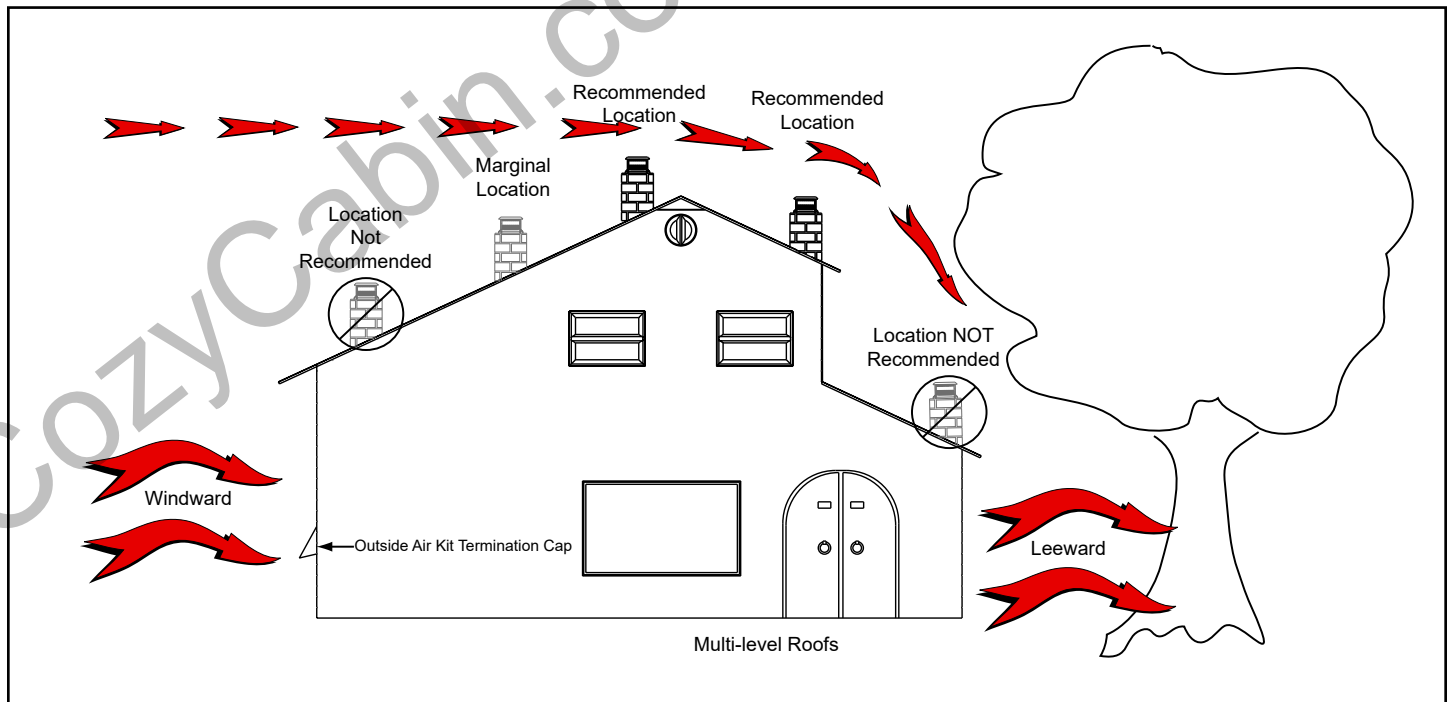 Recommended
Location
Recommended
Location
Marginal
Location
Location
Not
Recommended
Location NOT
Recommended
Windward
Outside Air Kit Termination Cap
Leeward
Multi-level Roofs
CozyCabin.co